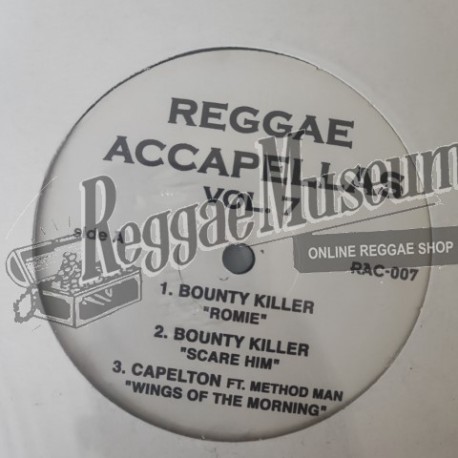 REGGAE
ACCAPELLAS
VOL. 7
side A
ReggaeMuseum
ONLINE REGGAE SHOP
RAC-007
1. BOUNTY KILLER
"ROMIE"
2. BOUNTY KILLER
"SCARE HIM"
3. CAPELTON FT. METHOD MAN
"WINGS OF THE MORNING"